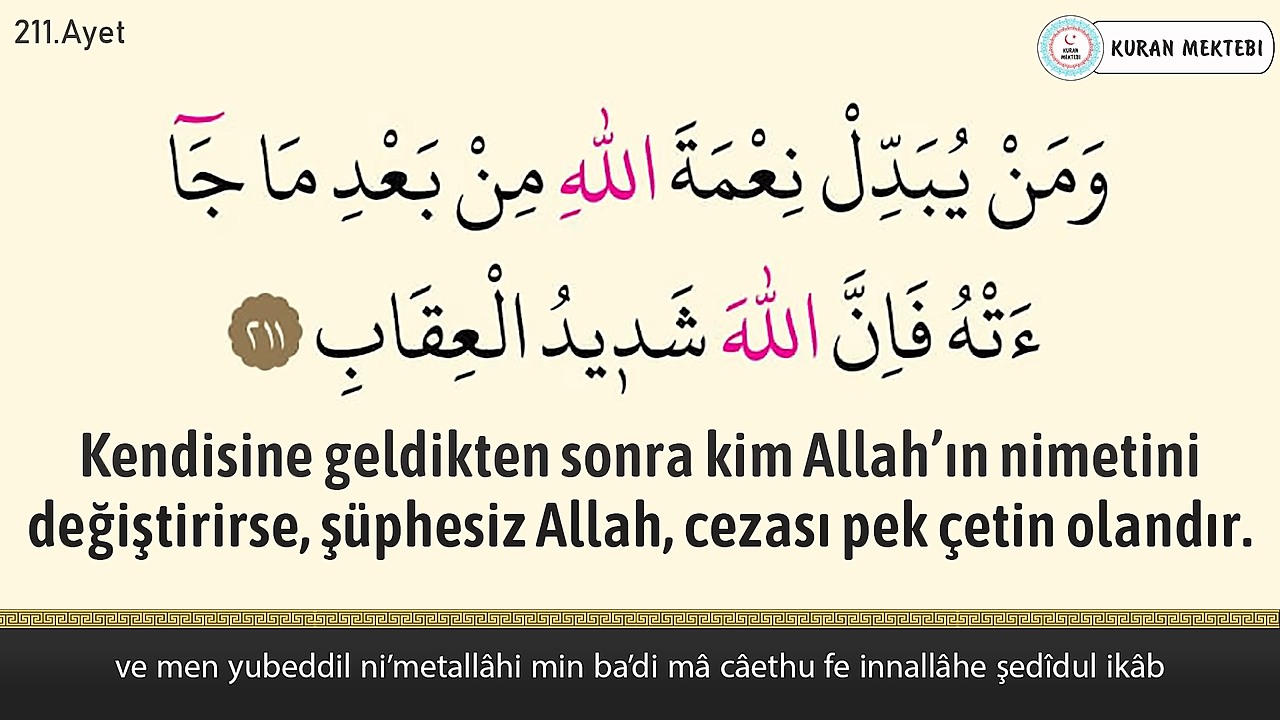 211.Ayet
KURAN MEKTEBI
KURAN
MEKTEBI
وَمَنْ يُبَدِّلْ نِعْمَةَ اللّٰهِ مِنْ بَعْدِ مَا جَٓا
ءَتْهُ فَاِنَّ اللّٰهَ شَد۪يدُ الْعِقَابِ ٢١١
Kendisine geldikten sonra kim Allah’ın nimetini
değiştirirse, şüphesiz Allah, cezası pek çetin olandır.
ve men yubeddil ni’metallâhi min ba’di mâ câethu fe innallâhe şedîdul ikâb